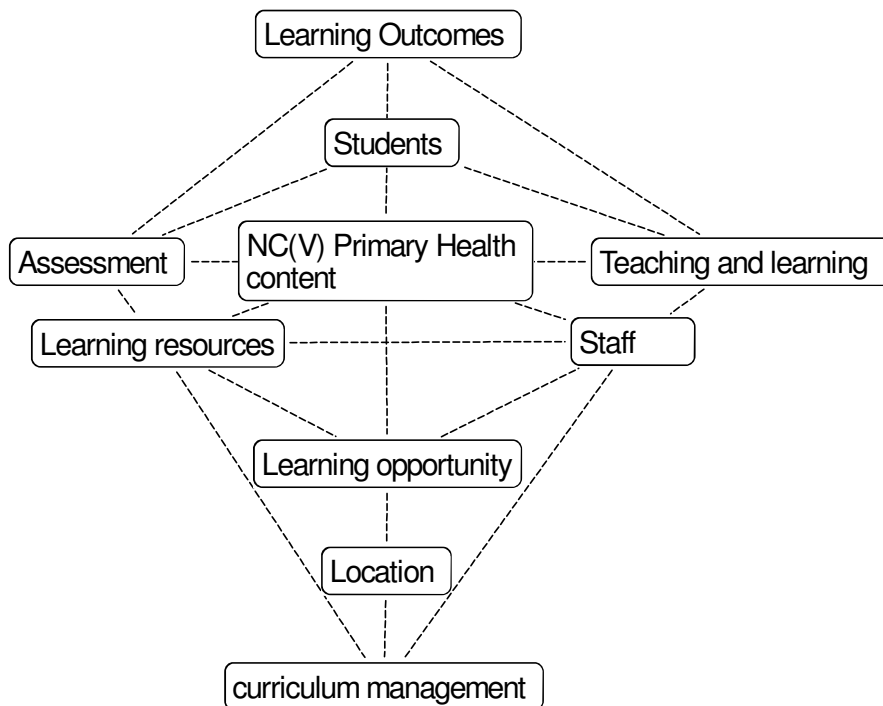 Learning Outcomes
Students
Assessment
NC(V) Primary Health
content
Teaching and learning
Learning resources
Staff
Learning opportunity
Location
curriculum management